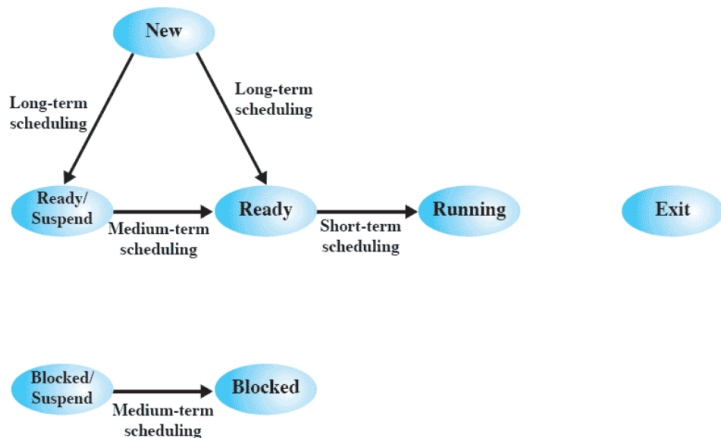 New
Long-term
scheduling
Long-term
scheduling
Ready/
Suspend
Medium-term
scheduling
Ready
Short-term
scheduling
Running
Exit
Blocked/
Suspend
Medium-term
scheduling
Blocked